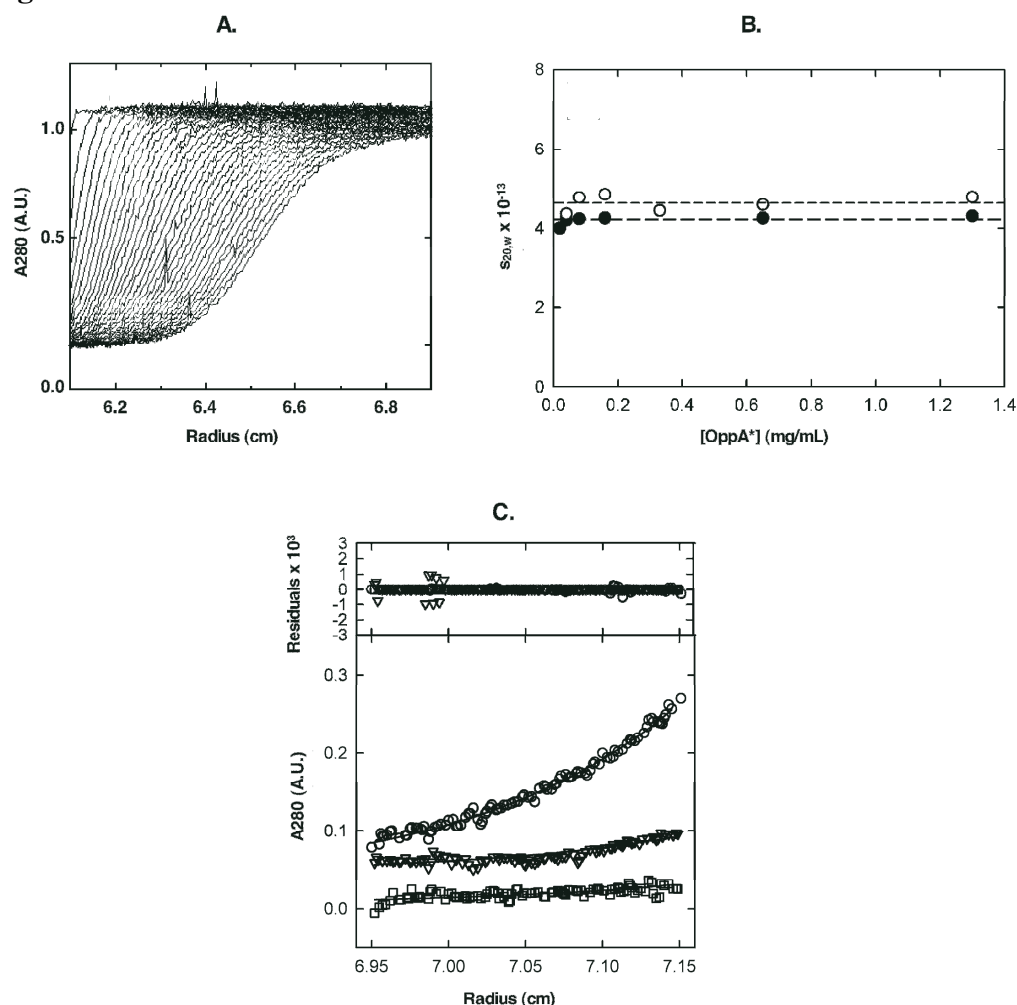 A.
B.
1.0
0.5
0.0
A280 (A.U.)
6.2 6.4 6.6 6.8
Radius (cm)
8
6
4
2
0
s20,w x 10-13
0.0 0.2 0.4 0.6 0.8 1.0 1.2 1.4
[OppA*] (mg/mL)
C.
3
2
1
0
-1
-2
-3
Residuals x 10³
0.3
0.2
0.1
0.0
A280 (A.U.)
6.95 7.00 7.05 7.10 7.15
Radius (cm)